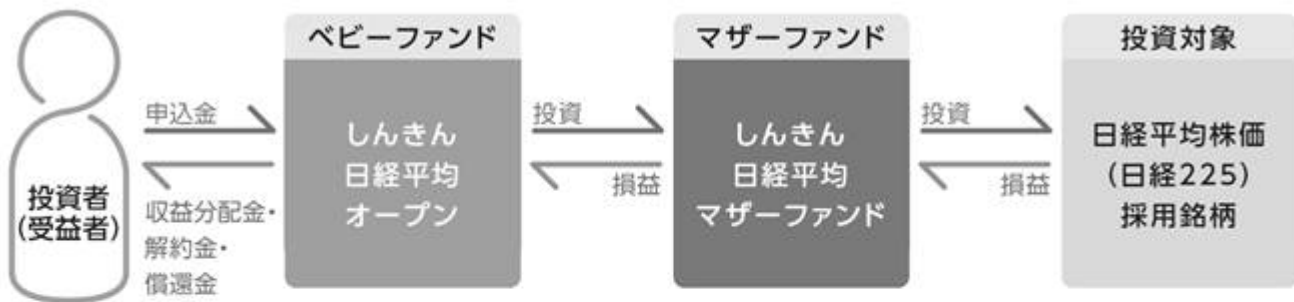 投資者
(受益者)
申込金
収益分配金・
解約金・
償還金
ベビーファンド
しんきん
日経平均
オープン
投資
損益
マザーファンド
しんきん
日経平均
マザーファンド
投資
損益
投資対象
日経平均株価
(日経225)
採用銘柄